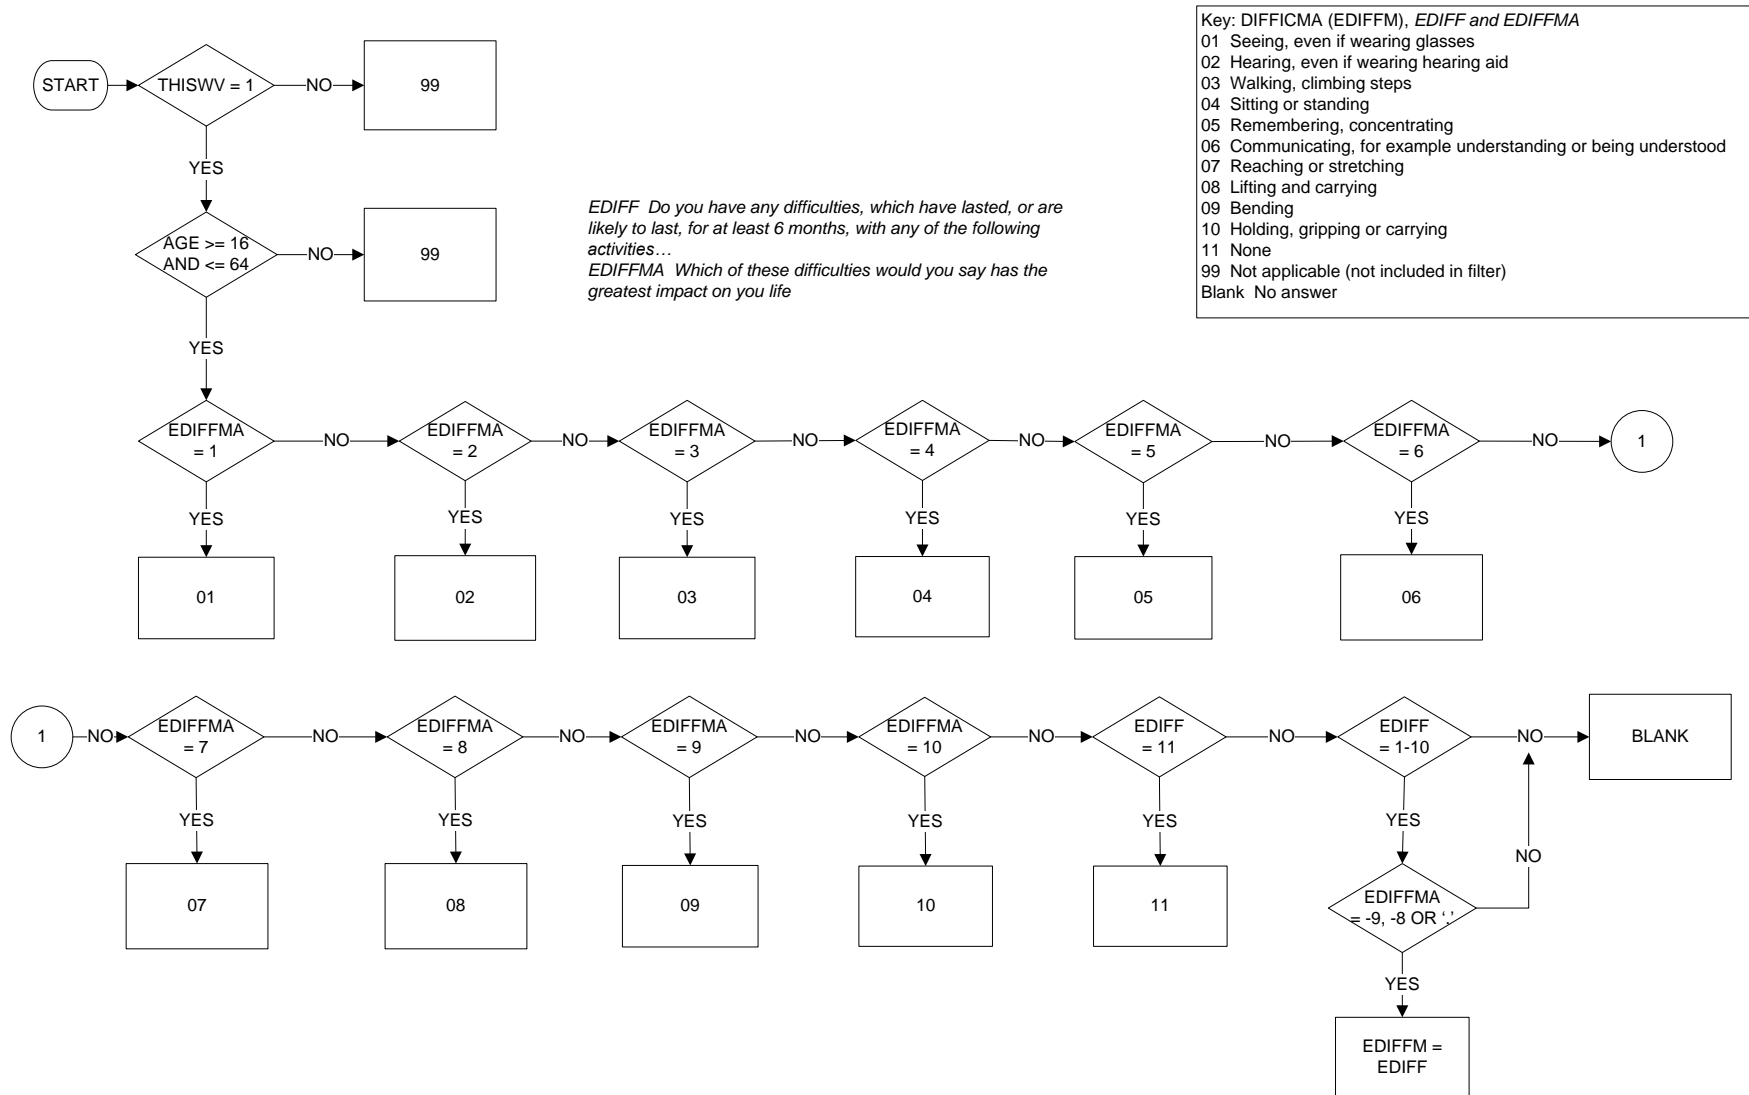 Key: DIFFICMA (EDIFFM), EDIFF and EDIFFMA
01 Seeing, even if wearing glasses
02 Hearing, even if wearing hearing aid
03 Walking, climbing steps
04 Sitting or standing
05 Remembering, concentrating
06 Communicating, for example understanding or being understood
07 Reaching or stretching
08 Lifting and carrying
09 Bending
10 Holding, gripping or carrying
11 None
99 Not applicable (not included in filter)
Blank No answer
START
THISWV = 1
NO
99
YES
AGE >= 16
AND <= 64
NO
99
EDIFF Do you have any difficulties, which have lasted, or are
likely to last, for at least 6 months, with any of the following
activities…
EDIFFMA Which of these difficulties would you say has the
greatest impact on you life
YES
EDIFFMA
= 1
NO
EDIFFMA
= 2
NO
EDIFFMA
= 3
NO
EDIFFMA
= 4
NO
EDIFFMA
= 5
NO
EDIFFMA
= 6
NO
1
YES
YES
YES
YES
YES
YES
01
02
03
04
05
06
1
NO
EDIFFMA
= 7
NO
EDIFFMA
= 8
NO
EDIFFMA
= 9
NO
EDIFFMA
= 10
NO
EDIFF
= 11
NO
EDIFF
= 1-10
NO
BLANK
YES
YES
YES
YES
YES
YES
NO
07
08
09
10
11
EDIFFMA
= -9, -8 OR ‘.’
YES
EDIFFM =
EDIFF